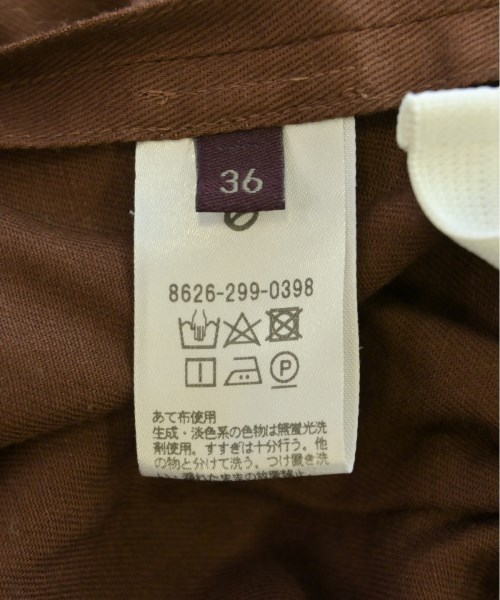 36
8626-299-0398
P
あて布使用
生成・淡色系の色物は無蛍光洗
剤使用。すすぎは十分行う。他
の物と分けて洗う。つけ置き洗